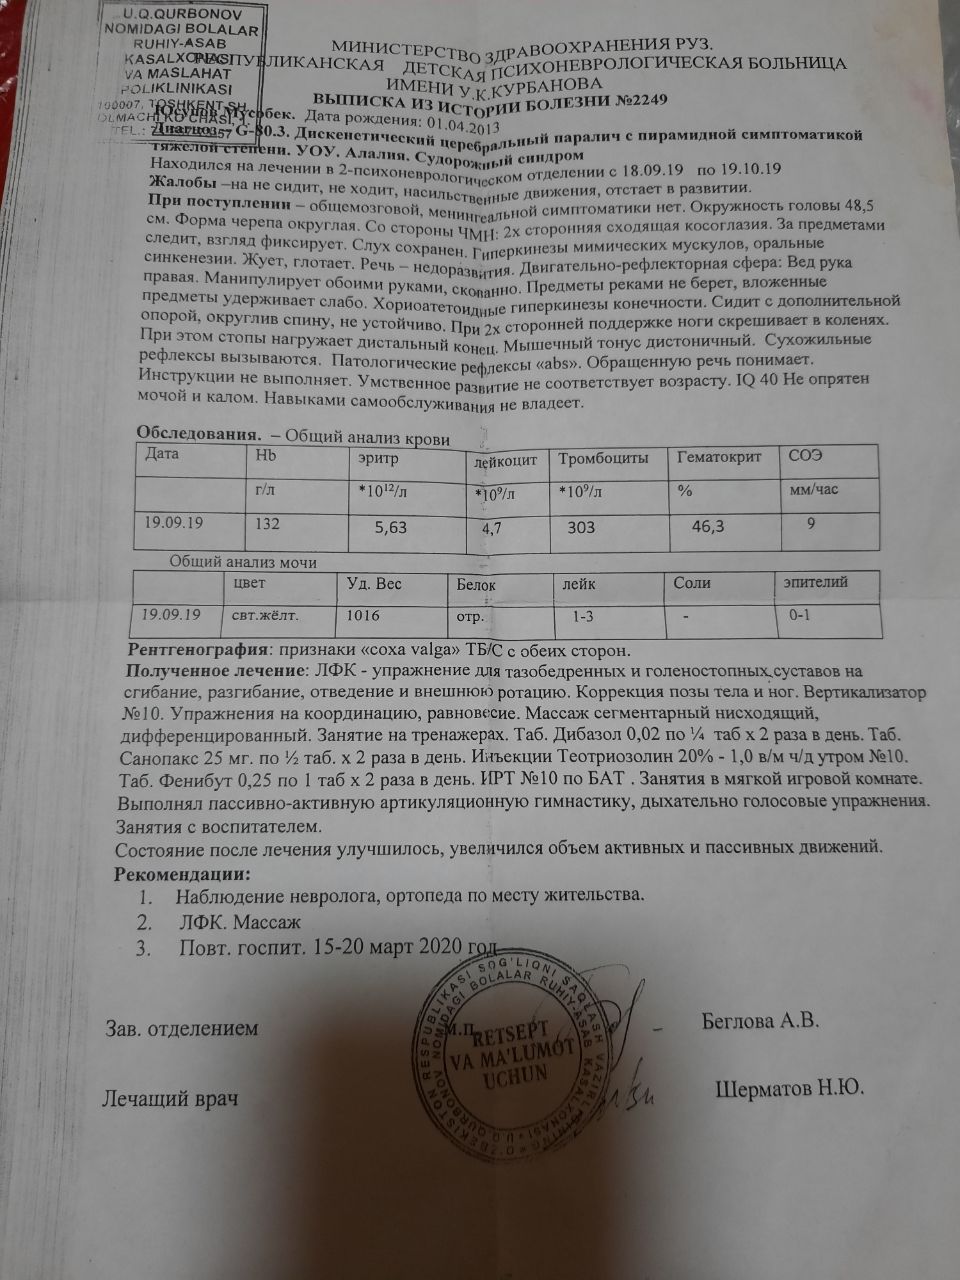 U.Q.QURBONOV
NOMIDAGI BOLALAR
RUHIY-ASAB
KASALXONASI
VA MASLAHAT
POLIKLINIKASI
100007, TOSHKENT SH.
OLMACHI KO'CHASI,
TEL.:
МИНИСТЕРСТВО ЗДРАВООХРАНЕНИЯ РУЗ.
РЕСПУБЛИКАНСКАЯ ДЕТСКАЯ ПСИХОНЕВРОЛОГИЧЕСКАЯ БОЛЬНИЦА
ИМЕНИ У.К.КУРБАНОВА
ВЫПИСКА ИЗ ИСТОРИИ БОЛЕЗНИ №2249
Дата рождения: 01.04.2013
Диагноз – G-80.3. Дискенетический церебральный паралич с пирамидной симптоматикой
тяжелой степени. УОУ. Алалия. Судорожный синдром
Находился на лечении в 2-психоневрологическом отделении с 18.09.19 по 19.10.19
Жалобы –на не сидит, не ходит, насильственные движения, отстает в развитии.
При поступлении – общемозговой, менингеальной симптоматики нет. Окружность головы 48,5
см. Форма черепа округлая. Со стороны ЧМН: 2х сторонняя сходящая косоглазия. За предметами
следит, взгляд фиксирует. Слух сохранен. Гиперкинезы мимических мускулов, оральные
синкенезии. Жует, глотает. Речь – недоразвития. Двигательно-рефлекторная сфера: Вед рука
правая. Манипулирует обоими руками, скопанно. Предметы реками не берет, вложенные
предметы удерживает слабо. Хориоатетоидные гиперкинезы конечности. Сидит с дополнительной
опорой, округлив спину, не устойчиво. При 2х сторонней поддержке ноги скрешивает в коленях.
При этом стопы нагружает дистальный конец. Мышечный тонус дистоничный. Сухожильные
рефлексы вызываются. Патологические рефлексы «abs». Обращенную речь понимает.
Инструкции не выполняет. Умственное развитие не соответствует возрасту. IQ 40 Не опрятен
мочой и калом. Навыками самообслуживания не владеет.
Обследования. – Общий анализ крови
Дата Hb эритр лейкоцит Тромбоциты Гематокрит СОЭ
г/л *10¹²/л *10⁹/л *10⁹/л % мм/час
19.09.19 132 5,63 4,7 303 46,3 9
Общий анализ мочи
цвет Уд. Вес Белок лейк Соли эпителий
19.09.19 свт.жёлт. 1016 отр. 1-3 - 0-1
Рентгенография: признаки «coxa valga» ТБ/С с обеих сторон.
Полученное лечение: ЛФК - упражнение для тазобедренных и голеностопных суставов на
сгибание, разгибание, отведение и внешнюю ротацию. Коррекция позы тела и ног. Вертикализатор
№10. Упражнения на координацию, равновесие. Массаж сегментарный нисходящий,
дифференцированный. Занятие на тренажерах. Таб. Дибазол 0,02 по ¼ таб х 2 раза в день. Таб.
Санопакс 25 мг. по ½ таб. х 2 раза в день. Инъекции Теотриозолин 20% - 1,0 в/м ч/д утром №10.
Таб. Фенибут 0,25 по 1 таб х 2 раза в день. ИРТ №10 по БАТ . Занятия в мягкой игровой комнате.
Выполнял пассивно-активную артикуляционную гимнастику, дыхательно голосовые упражнения.
Занятия с воспитателем.
Состояние после лечения улучшилось, увеличился объем активных и пассивных движений.
Рекомендации:
1. Наблюдение невролога, ортопеда по месту жительства.
2. ЛФК. Массаж
3. Повт. госпит. 15-20 март 2020 год
Зав. отделением м.п. – Беглова А.В.
Лечащий врач Шерматов Н.Ю.
O'ZBEKISTON RESPUBLIKASI SOG'LIQNI SAQLASH VAZIRLIGINING
U.Q.QURBONOV NOMIDAGI BOLALAR RUHIY-ASAB KASALXONASI
RETSEPT
VA MA'LUMOT
UCHUN